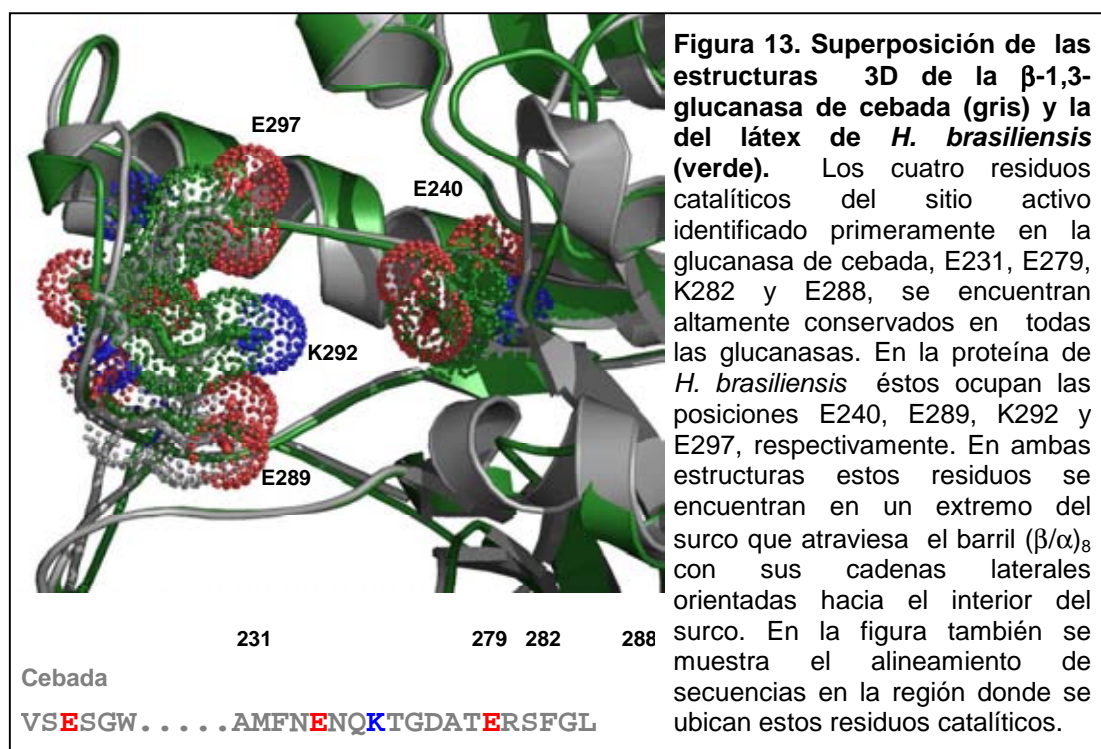 E297
E240
K292
E289
231 279 282 288
Cebada
VSESGW.....AMFNENQKTGDATERSFGL
Figura 13. Superposición de las
estructuras 3D de la β-1,3-
glucanasa de cebada (gris) y la
del látex de H. brasiliensis
(verde). Los cuatro residuos
catalíticos del sitio activo
identificado primeramente en la
glucanasa de cebada, E231, E279,
K282 y E288, se encuentran
altamente conservados en todas
las glucanasas. En la proteína de
H. brasiliensis éstos ocupan las
posiciones E240, E289, K292 y
E297, respectivamente. En ambas
estructuras estos residuos se
encuentran en un extremo del
surco que atraviesa el barril (β/α)8
con sus cadenas laterales
orientadas hacia el interior del
surco. En la figura también se
muestra el alineamiento de
secuencias en la región donde se
ubican estos residuos catalíticos.